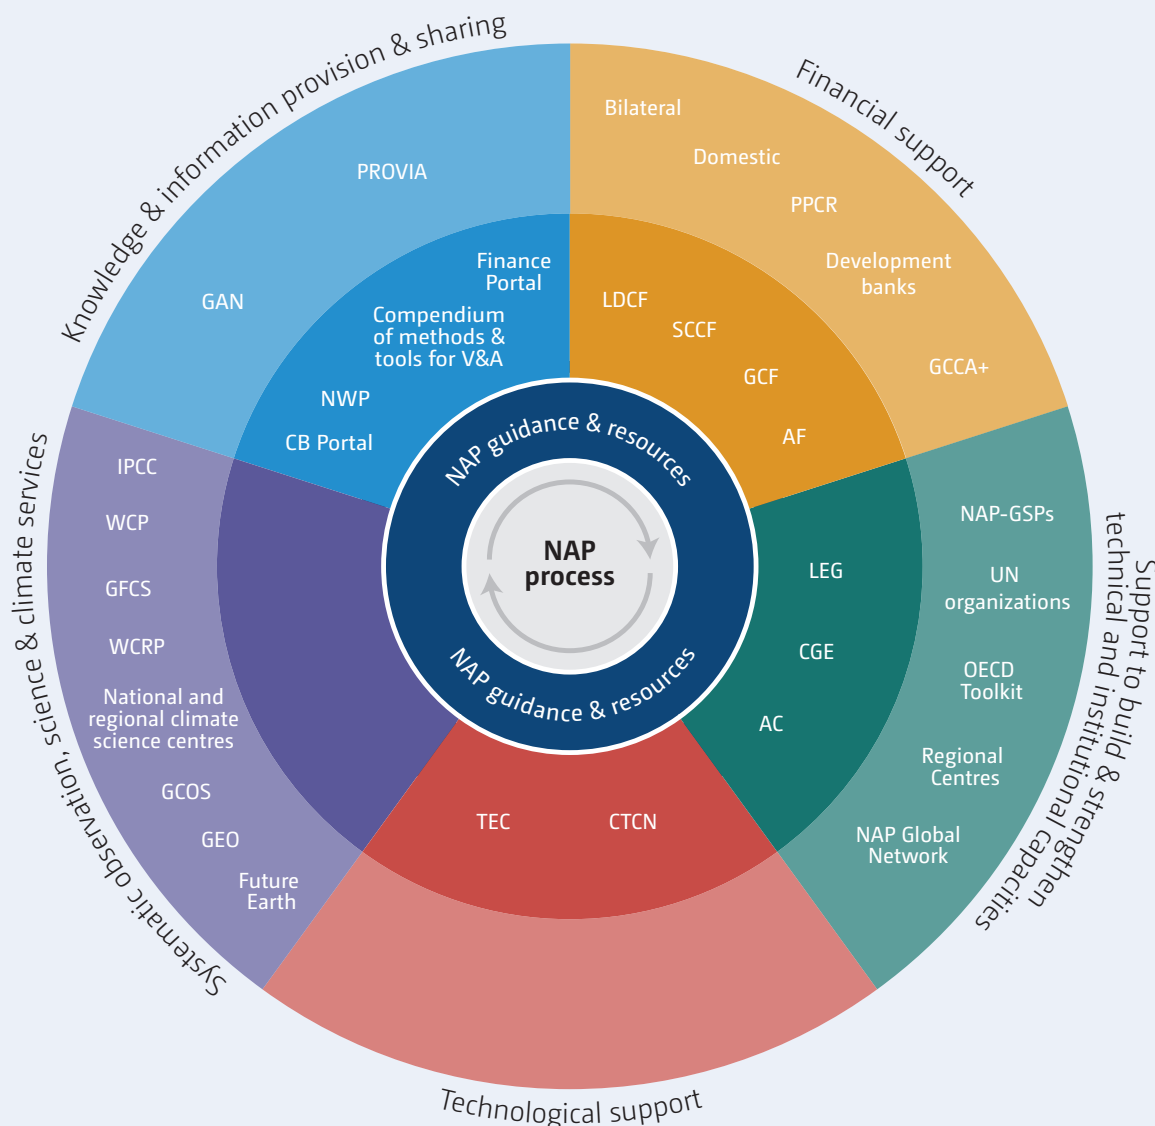 Knowledge & information provision & sharing
PROVIA
GAN
Finance
Portal
Compendium
of methods &
tools for V&A
NWP
CB Portal
Financial support
Bilateral
Domestic
PPCR
Development
banks
GCCA+
LDCF
SCCF
GCF
AF
Support to build & strengthen
technical and institutional capacities
NAP-GSPs
UN
organizations
OECD
Toolkit
Regional
Centres
NAP Global
Network
LEG
CGE
AC
Technological support
TEC
CTCN
Systematic observation, science & climate services
IPCC
WCP
GFCS
WCRP
National and
regional climate
science centres
GCOS
GEO
Future
Earth
NAP guidance & resources
NAP
process
NAP guidance & resources